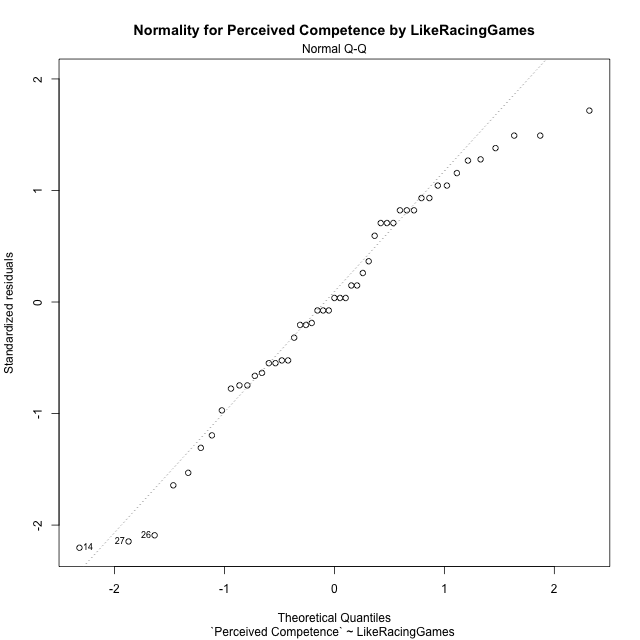 Normality for Perceived Competence by LikeRacingGames
Normal Q-Q
2
1
0
-1
-2
Standardized residuals
14
27
26
-2
-1
0
1
2
Theoretical Quantiles
`Perceived Competence` ~ LikeRacingGames